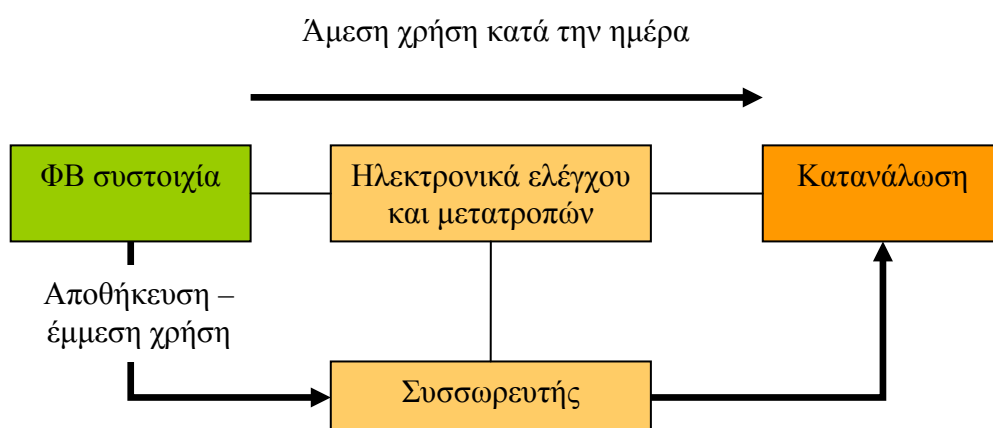 Άμεση χρήση κατά την ημέρα
ΦΒ συστοιχία
Ηλεκτρονικά ελέγχου
και μετατροπών
Κατανάλωση
Αποθήκευση –
έμμεση χρήση
Συσσωρευτής